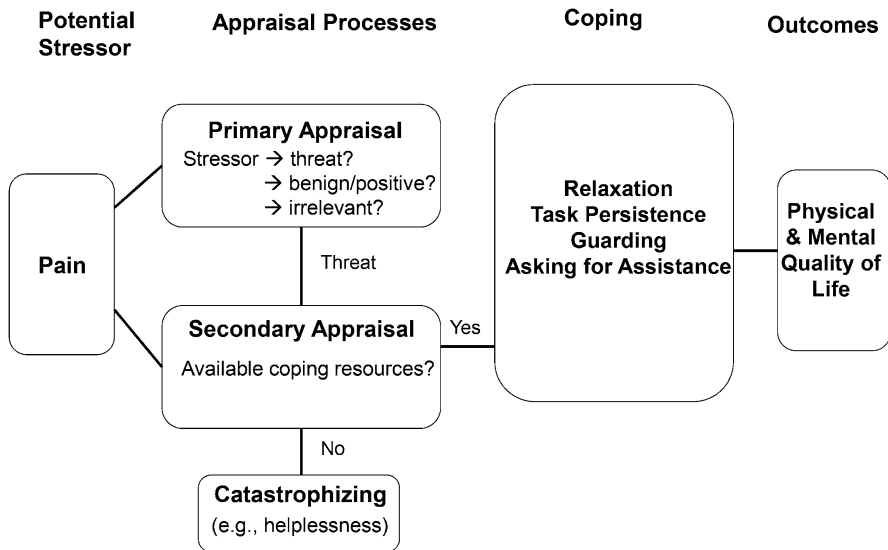 Potential
Stressor
Appraisal Processes
Coping
Outcomes
Pain
Primary Appraisal
Stressor → threat?
→ benign/positive?
→ irrelevant?
Threat
Secondary Appraisal
Available coping resources?
Yes
No
Catastrophizing
(e.g., helplessness)
Relaxation
Task Persistence
Guarding
Asking for Assistance
Physical
& Mental
Quality of
Life